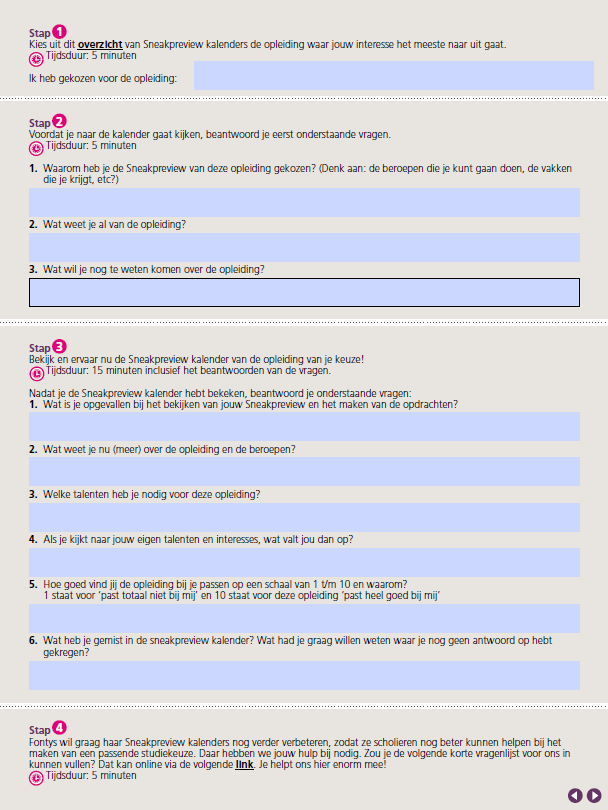 Stap 1
Kies uit dit overzicht van Sneakpreview kalenders de opleiding waar jouw interesse het meeste naar uit gaat.
Tijdsduur: 5 minuten
Ik heb gekozen voor de opleiding:
Stap 2
Voordat je naar de kalender gaat kijken, beantwoord je eerst onderstaande vragen.
Tijdsduur: 5 minuten
1. Waarom heb je de Sneakpreview van deze opleiding gekozen? (Denk aan: de beroepen die je kunt gaan doen, de vakken
die je krijgt, etc?)
2. Wat weet je al van de opleiding?
3. Wat wil je nog te weten komen over de opleiding?
Stap 3
Bekijk en ervaar nu de Sneakpreview kalender van de opleiding van je keuze!
Tijdsduur: 15 minuten inclusief het beantwoorden van de vragen.
Nadat je de Sneakpreview kalender hebt bekeken, beantwoord je onderstaande vragen:
1. Wat is je opgevallen bij het bekijken van jouw Sneakpreview en het maken van de opdrachten?
2. Wat weet je nu (meer) over de opleiding en de beroepen?
3. Welke talenten heb je nodig voor deze opleiding?
4. Als je kijkt naar jouw eigen talenten en interesses, wat valt jou dan op?
5. Hoe goed vind jij de opleiding bij je passen op een schaal van 1 t/m 10 en waarom?
1 staat voor ‘past totaal niet bij mij’ en 10 staat voor deze opleiding ‘past heel goed bij mij’
6. Wat heb je gemist in de sneakpreview kalender? Wat had je graag willen weten waar je nog geen antwoord op hebt
gekregen?
Stap 4
Fontys wil graag haar Sneakpreview kalenders nog verder verbeteren, zodat ze scholieren nog beter kunnen helpen bij het
maken van een passende studiekeuze. Daar hebben we jouw hulp bij nodig. Zou je de volgende korte vragenlijst voor ons in
kunnen vullen? Dat kan online via de volgende link. Je helpt ons hier enorm mee!
Tijdsduur: 5 minuten